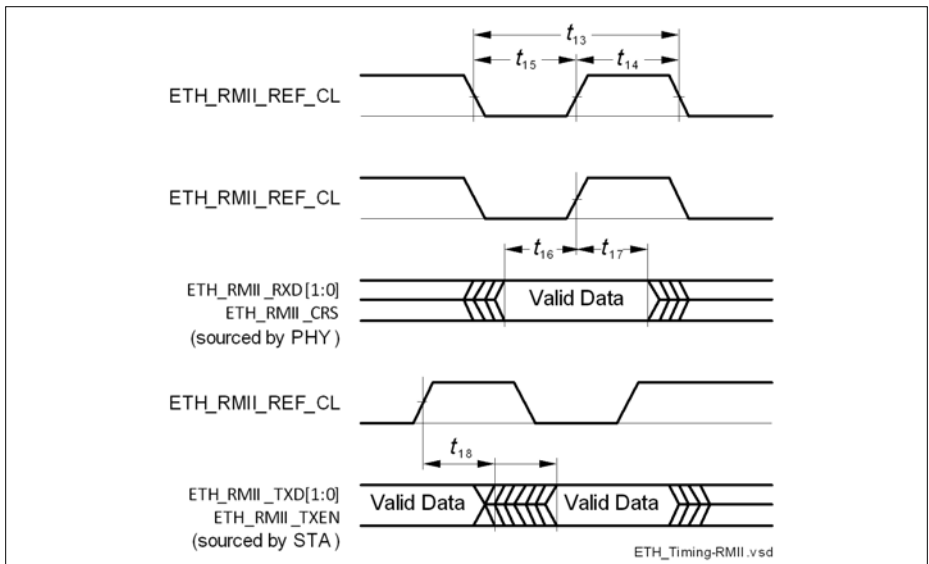 t13
t15
t14
ETH_RMII_REF_CL
ETH_RMII_REF_CL
t16
t17
ETH_RMII_RXD[1:0]
ETH_RMII_CRS
(sourced by PHY)
Valid Data
ETH_RMII_REF_CL
t18
ETH_RMII_TXD[1:0]
ETH_RMII_TXEN
(sourced by STA)
Valid Data
Valid Data
ETH_Timing-RMII.vsd